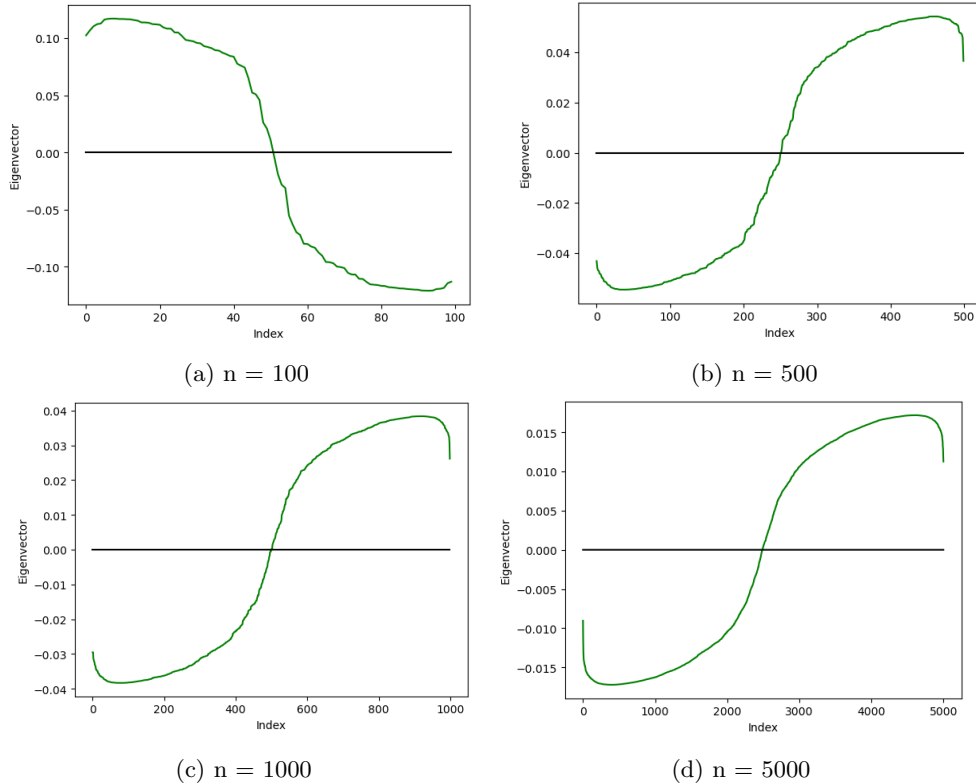 0.10
0.05
0.00
−0.05
−0.10
Eigenvector
0 20 40 60 80 100
Index
(a) n = 100
0.04
0.02
0.00
−0.02
−0.04
Eigenvector
0 100 200 300 400 500
Index
(b) n = 500
0.04
0.03
0.02
0.01
0.00
−0.01
−0.02
−0.03
−0.04
Eigenvector
0 200 400 600 800 1000
Index
(c) n = 1000
0.015
0.010
0.005
0.000
−0.005
−0.010
−0.015
Eigenvector
0 1000 2000 3000 4000 5000
Index
(d) n = 5000